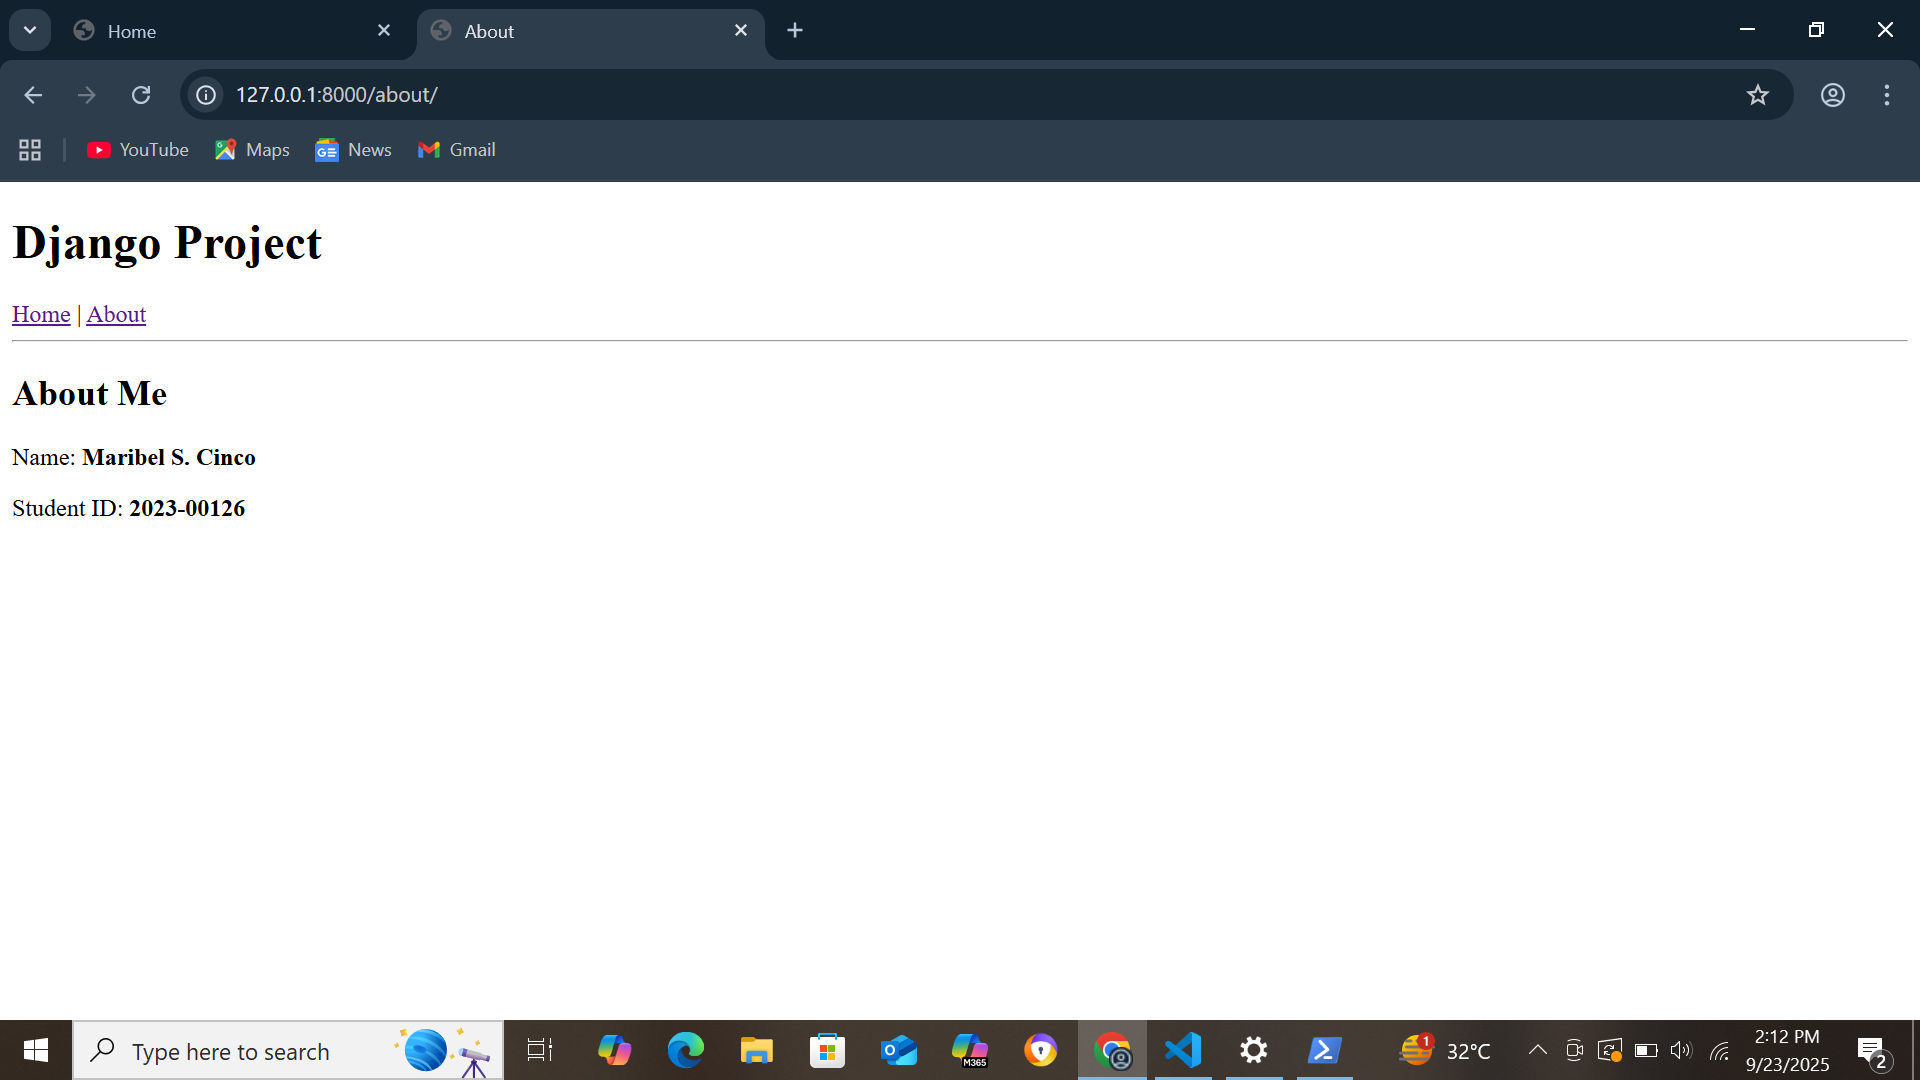 Home
About
127.0.0.1:8000/about/
YouTube
Maps
News
Gmail
Django Project
Home | About
About Me
Name: Maribel S. Cinco
Student ID: 2023-00126
Type here to search
M365
1
32°C
2:12 PM
9/23/2025
2